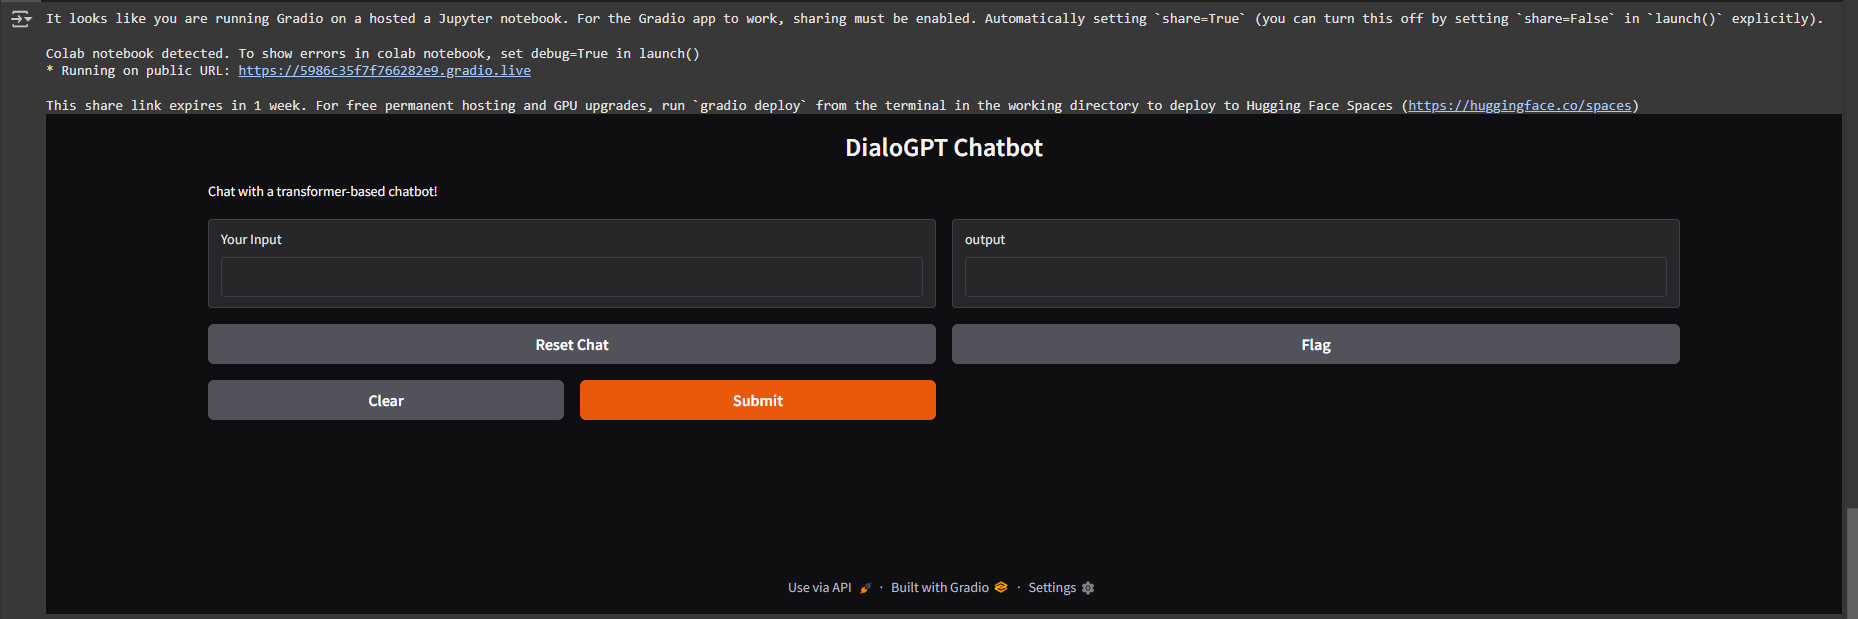 It looks like you are running Gradio on a hosted a Jupyter notebook. For the Gradio app to work, sharing must be enabled. Automatically setting `share=True` (you can turn this off by setting `share=False` in `launch()` explicitly).
Colab notebook detected. To show errors in colab notebook, set debug=True in launch()
* Running on public URL: https://5986c35f7f766282e9.gradio.live
This share link expires in 1 week. For free permanent hosting and GPU upgrades, run `gradio deploy` from the terminal in the working directory to deploy to Hugging Face Spaces (https://huggingface.co/spaces)
DialoGPT Chatbot
Chat with a transformer-based chatbot!
Your Input
output
Reset Chat
Flag
Clear
Submit
Use via API · Built with Gradio · Settings